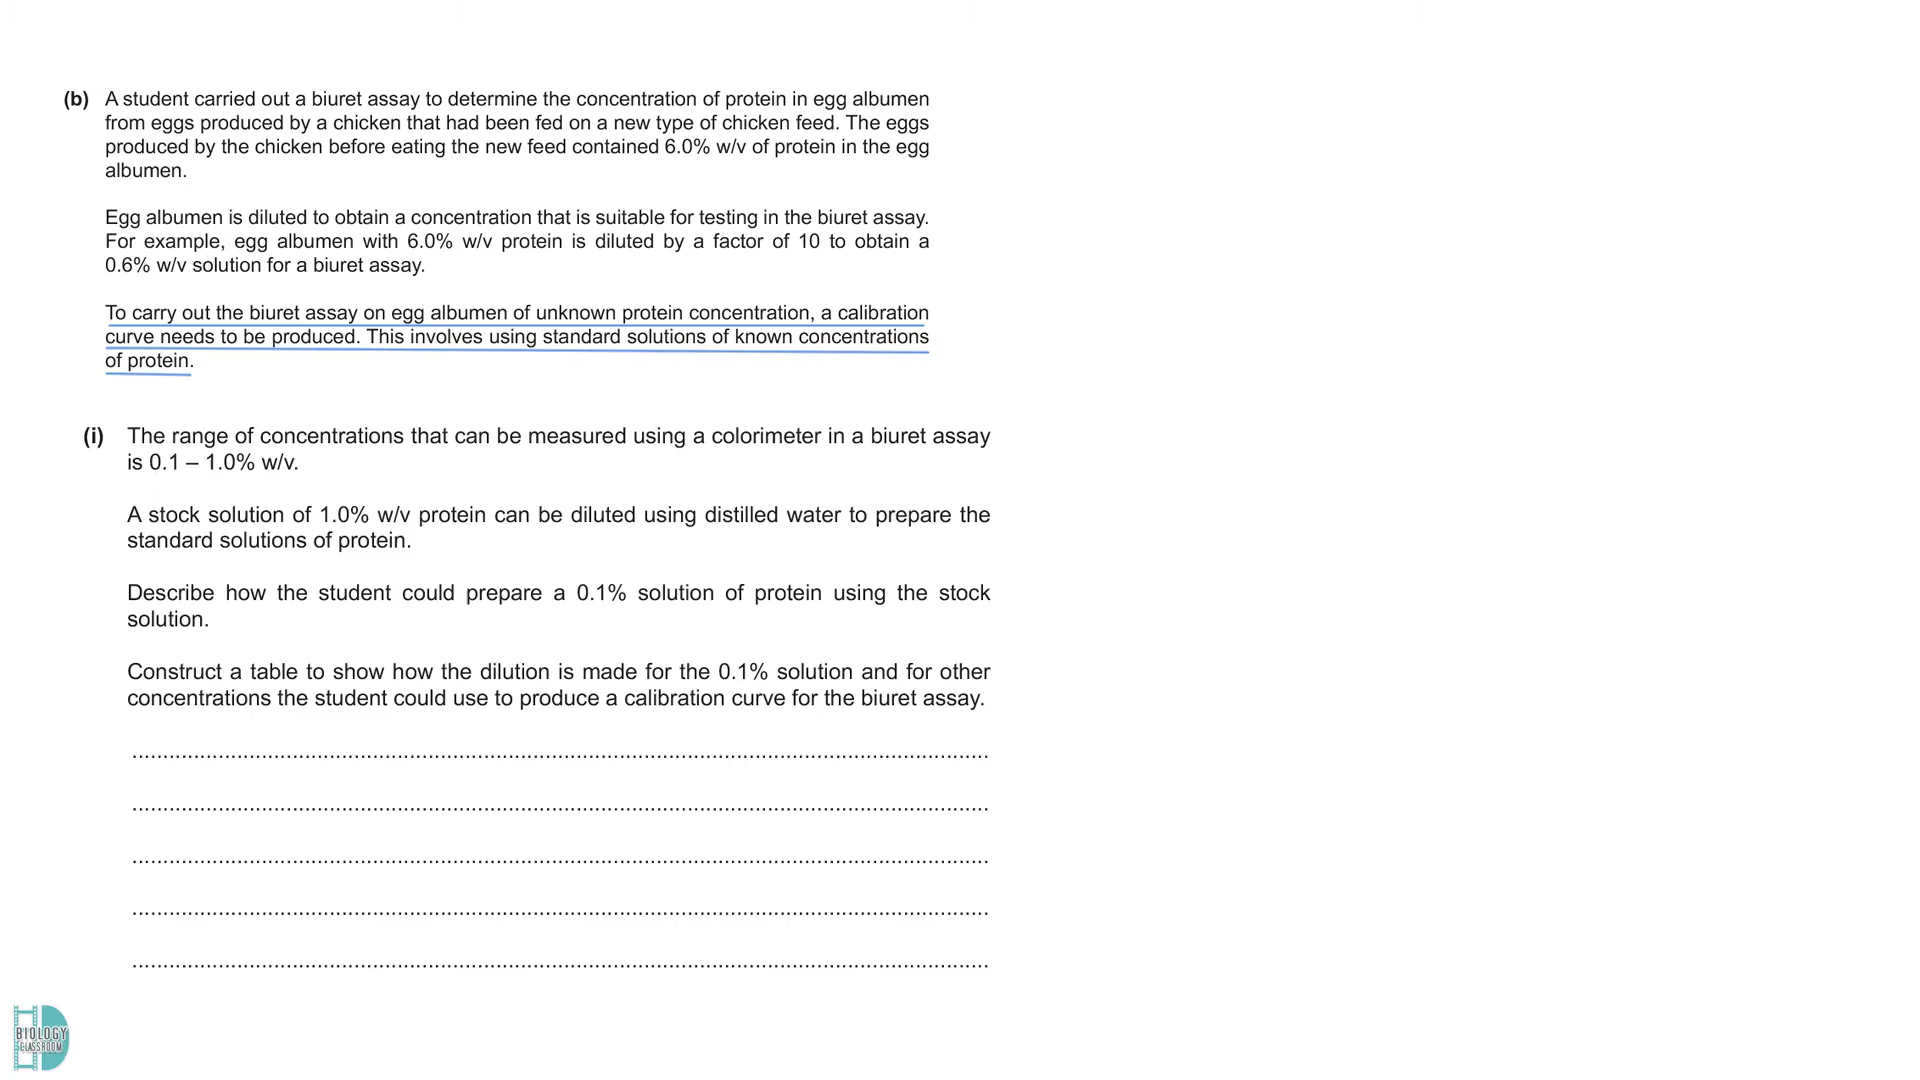 (b) A student carried out a biuret assay to determine the concentration of protein in egg albumen
from eggs produced by a chicken that had been fed on a new type of chicken feed. The eggs
produced by the chicken before eating the new feed contained 6.0% w/v of protein in the egg
albumen.
Egg albumen is diluted to obtain a concentration that is suitable for testing in the biuret assay.
For example, egg albumen with 6.0% w/v protein is diluted by a factor of 10 to obtain a
0.6% w/v solution for a biuret assay.
To carry out the biuret assay on egg albumen of unknown protein concentration, a calibration
curve needs to be produced. This involves using standard solutions of known concentrations
of protein.
(i) The range of concentrations that can be measured using a colorimeter in a biuret assay
is 0.1 – 1.0% w/v.
A stock solution of 1.0% w/v protein can be diluted using distilled water to prepare the
standard solutions of protein.
Describe how the student could prepare a 0.1% solution of protein using the stock
solution.
Construct a table to show how the dilution is made for the 0.1% solution and for other
concentrations the student could use to produce a calibration curve for the biuret assay.
BIOLOGY
CLASSROOM